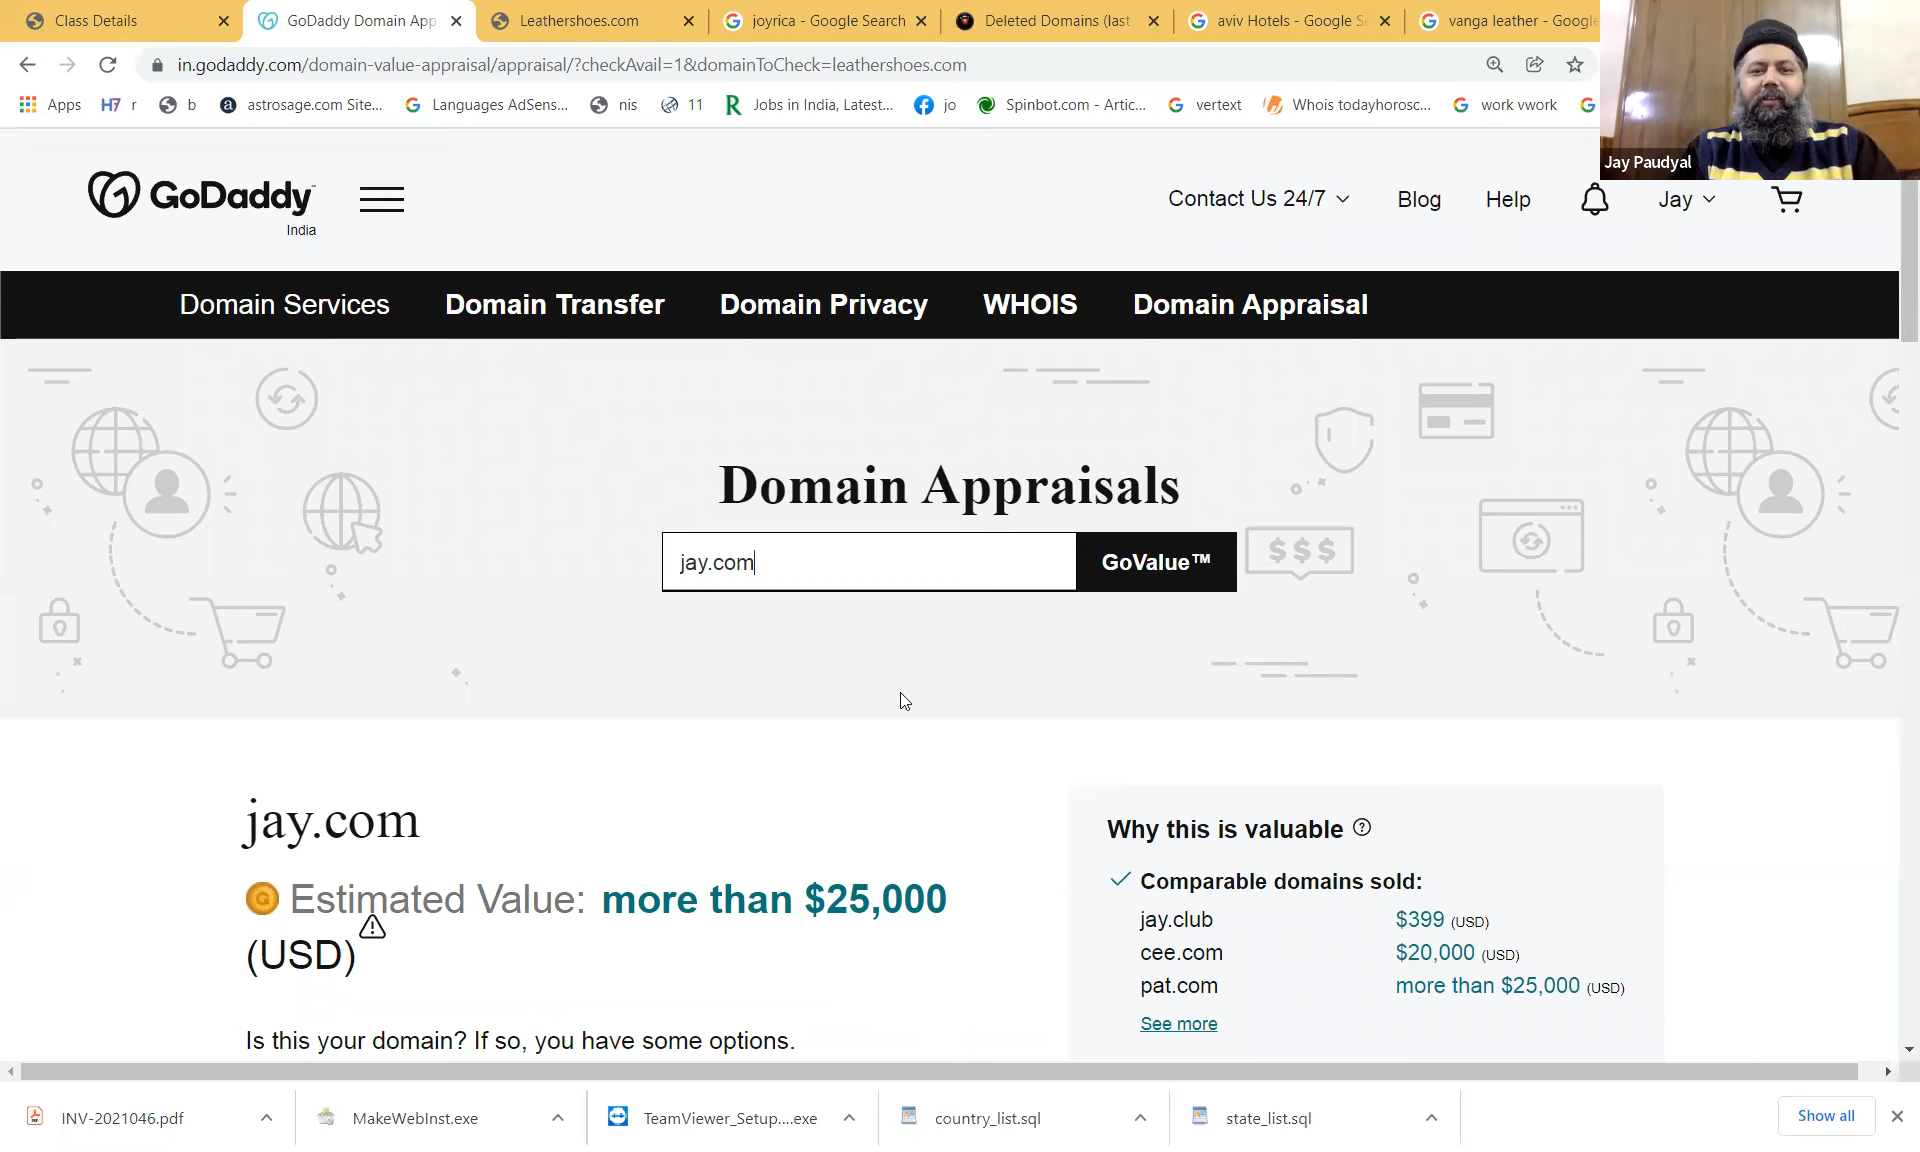 Class Details
GoDaddy Domain App
Leathershoes.com
joyrica - Google Search
Deleted Domains (last
aviv Hotels - Google Se
vanga leather - Google
in.godaddy.com/domain-value-appraisal/appraisal/?checkAvail=1&domainToCheck=leathershoes.com
Apps
H7 r
b
astrosage.com Site...
Languages AdSens...
nis
11
Jobs in India, Latest...
jo
Spinbot.com - Artic...
vertext
Whois todayhorosc...
work vwork
Jay Paudyal
GoDaddy
India
Contact Us 24/7
Blog
Help
Jay
Domain Services
Domain Transfer
Domain Privacy
WHOIS
Domain Appraisal
Domain Appraisals
jay.com
GoValue™
$$$
jay.com
Estimated Value: more than $25,000
(USD)
Is this your domain? If so, you have some options.
Why this is valuable
Comparable domains sold:
jay.club $399 (USD)
cee.com $20,000 (USD)
pat.com more than $25,000 (USD)
See more
INV-2021046.pdf
MakeWebInst.exe
TeamViewer_Setup....exe
country_list.sql
state_list.sql
Show all